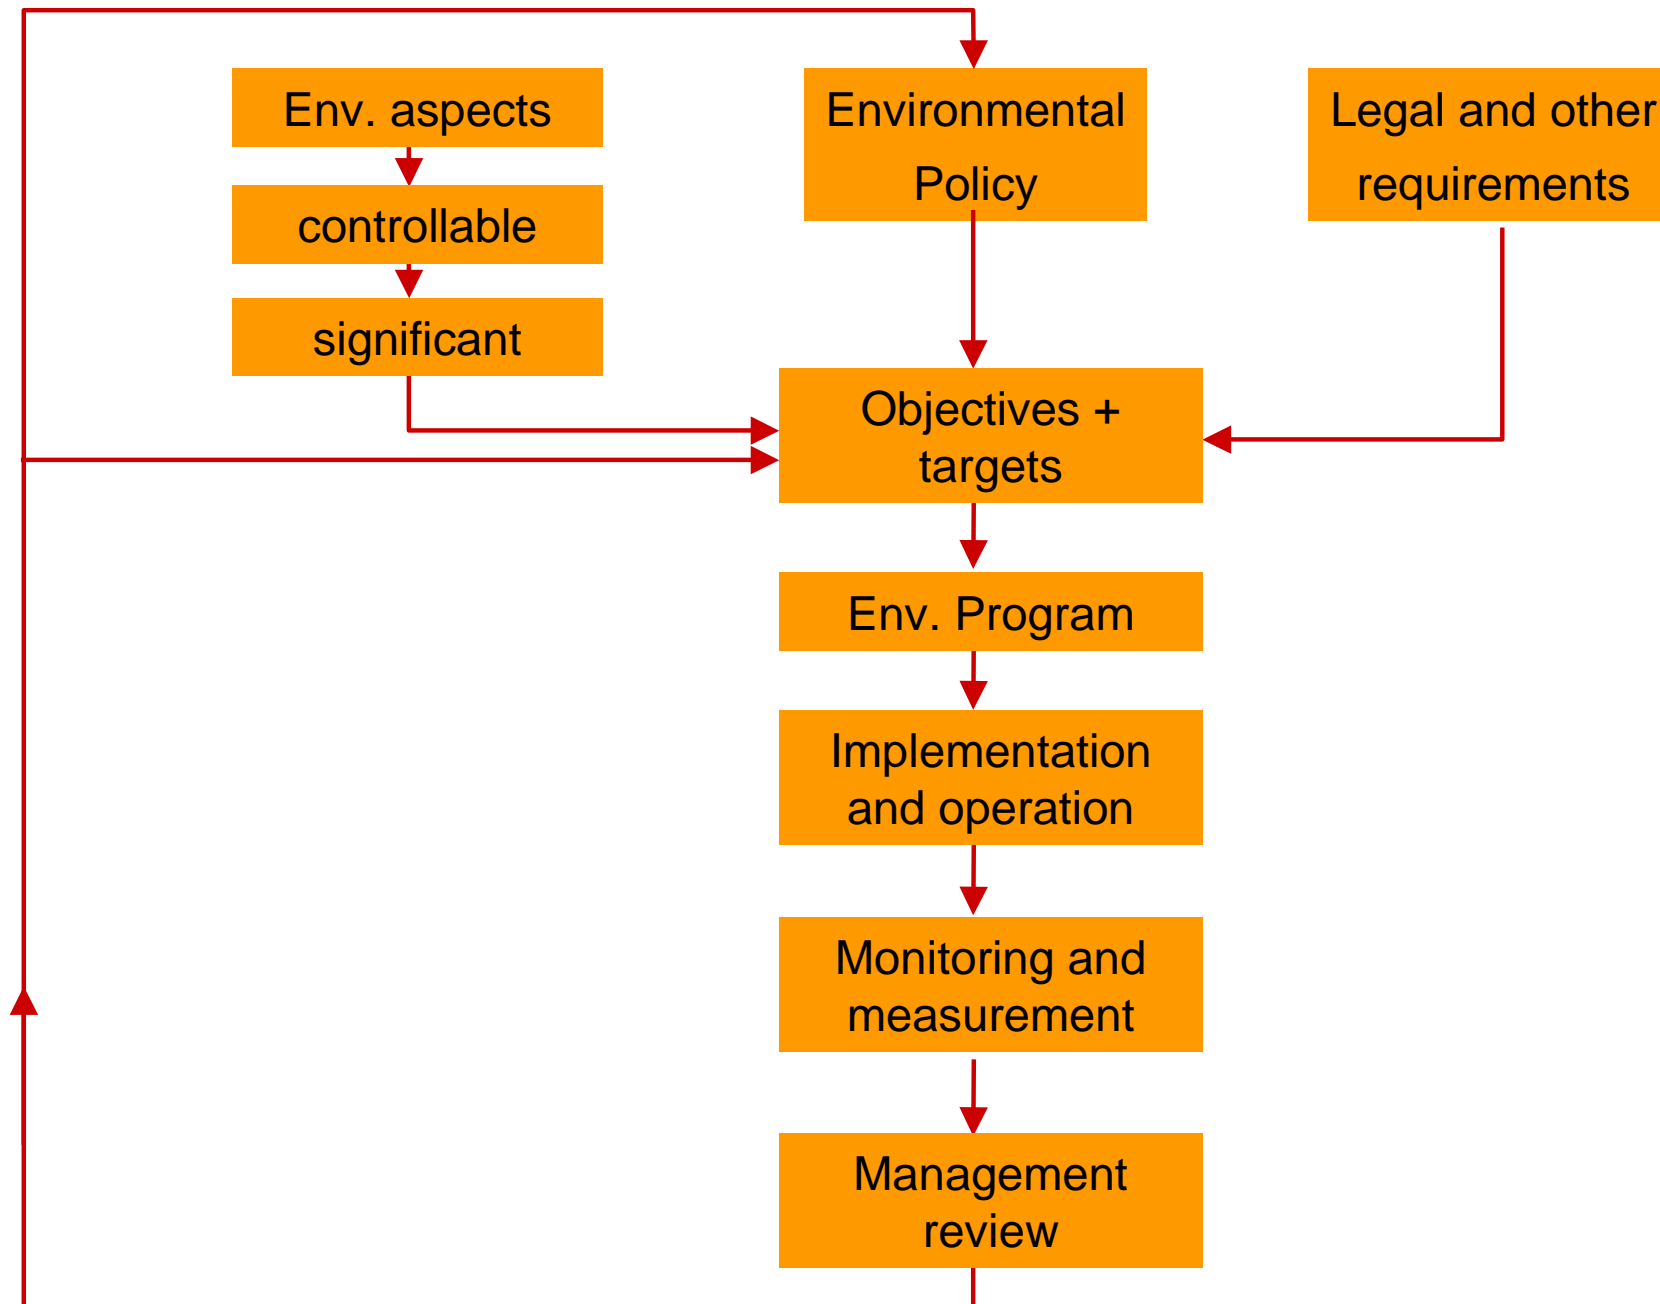 Env. aspects
controllable
significant
Environmental
Policy
Legal and other
requirements
Objectives +
targets
Env. Program
Implementation
and operation
Monitoring and
measurement
Management
review